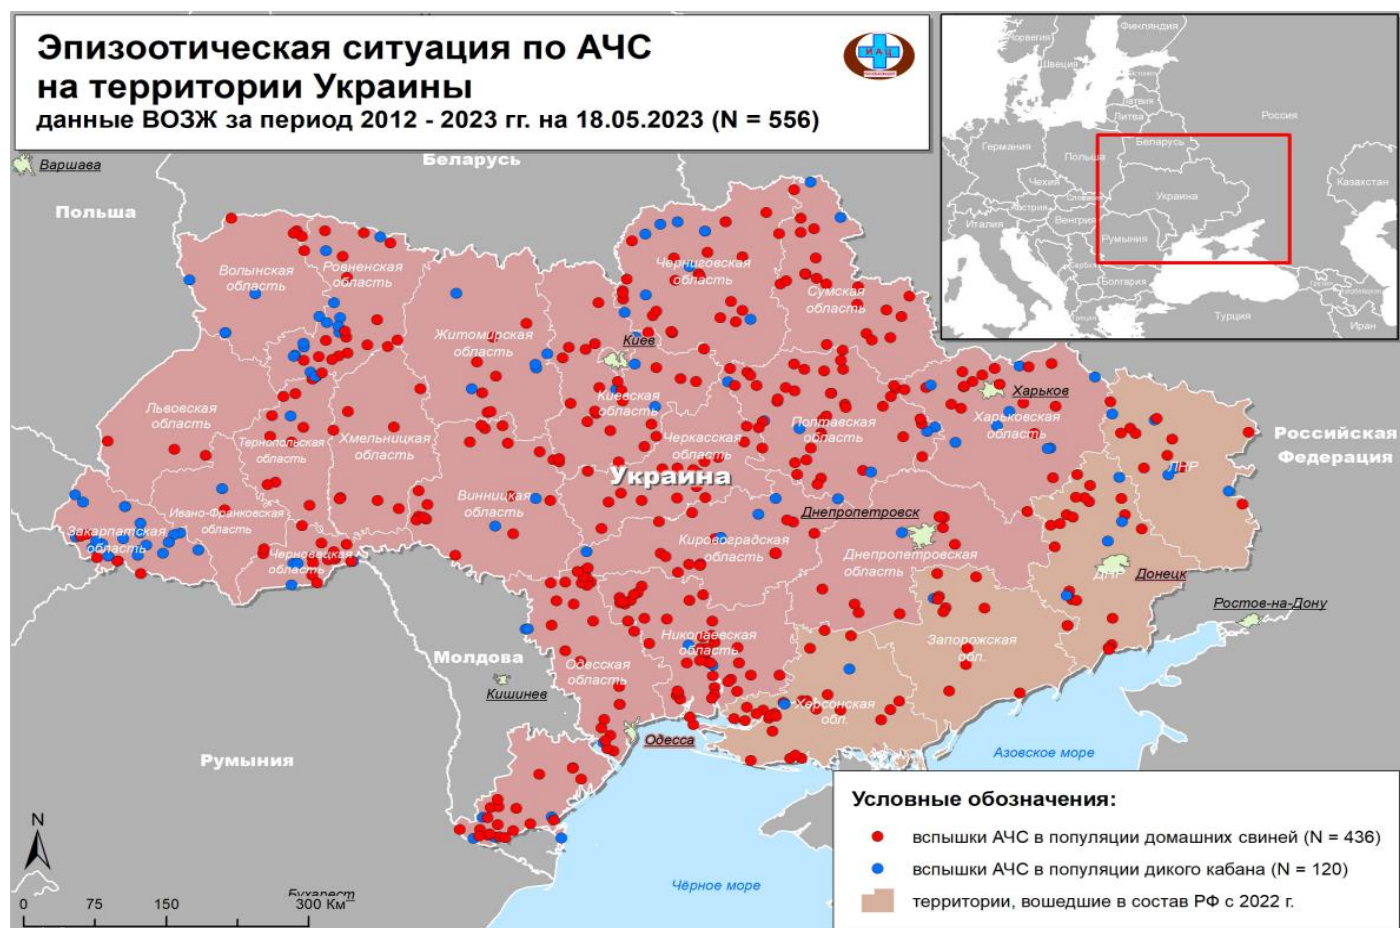 Эпизоотическая ситуация по АЧС
на территории Украины
данные ВОЗЖ за период 2012 - 2023 гг. на 18.05.2023 (N = 556)
ИАЦ
Норвегия
Финляндия
Швеция
Латвия
Литва
Россия
Беларусь
Германия
Польша
Чехия
Украина
Казахстан
Словакия
Австрия
Венгрия
Италия
Румыния
Болгария
Турция
Иран
Варшава
Беларусь
Польша
Волынская
область
Ровненская
область
Черниговская
область
Сумская
область
Житомирская
область
Киев
Киевская
область
Харьков
Харьковская
область
Львовская
область
Тернопольская
область
Хмельницкая
область
Черкасская
область
Полтавская
область
Российская
Федерация
ЛНР
Украина
Винницкая
область
Ивано-Франковская
область
Закарпатская
область
Черновецкая
область
Кировоградская
область
Днепропетровск
Днепропетровская
область
ДНР
Донецк
Ростов-на-Дону
Запорожская
обл.
Николаевская
область
Одесская
область
Молдова
Кишинев
Херсонская
обл.
Одесса
Румыния
Азовское море
Чёрное море
Бухарест
N
0 75 150 300 Км
Условные обозначения:
вспышки АЧС в популяции домашних свиней (N = 436)
вспышки АЧС в популяции дикого кабана (N = 120)
территории, вошедшие в состав РФ с 2022 г.